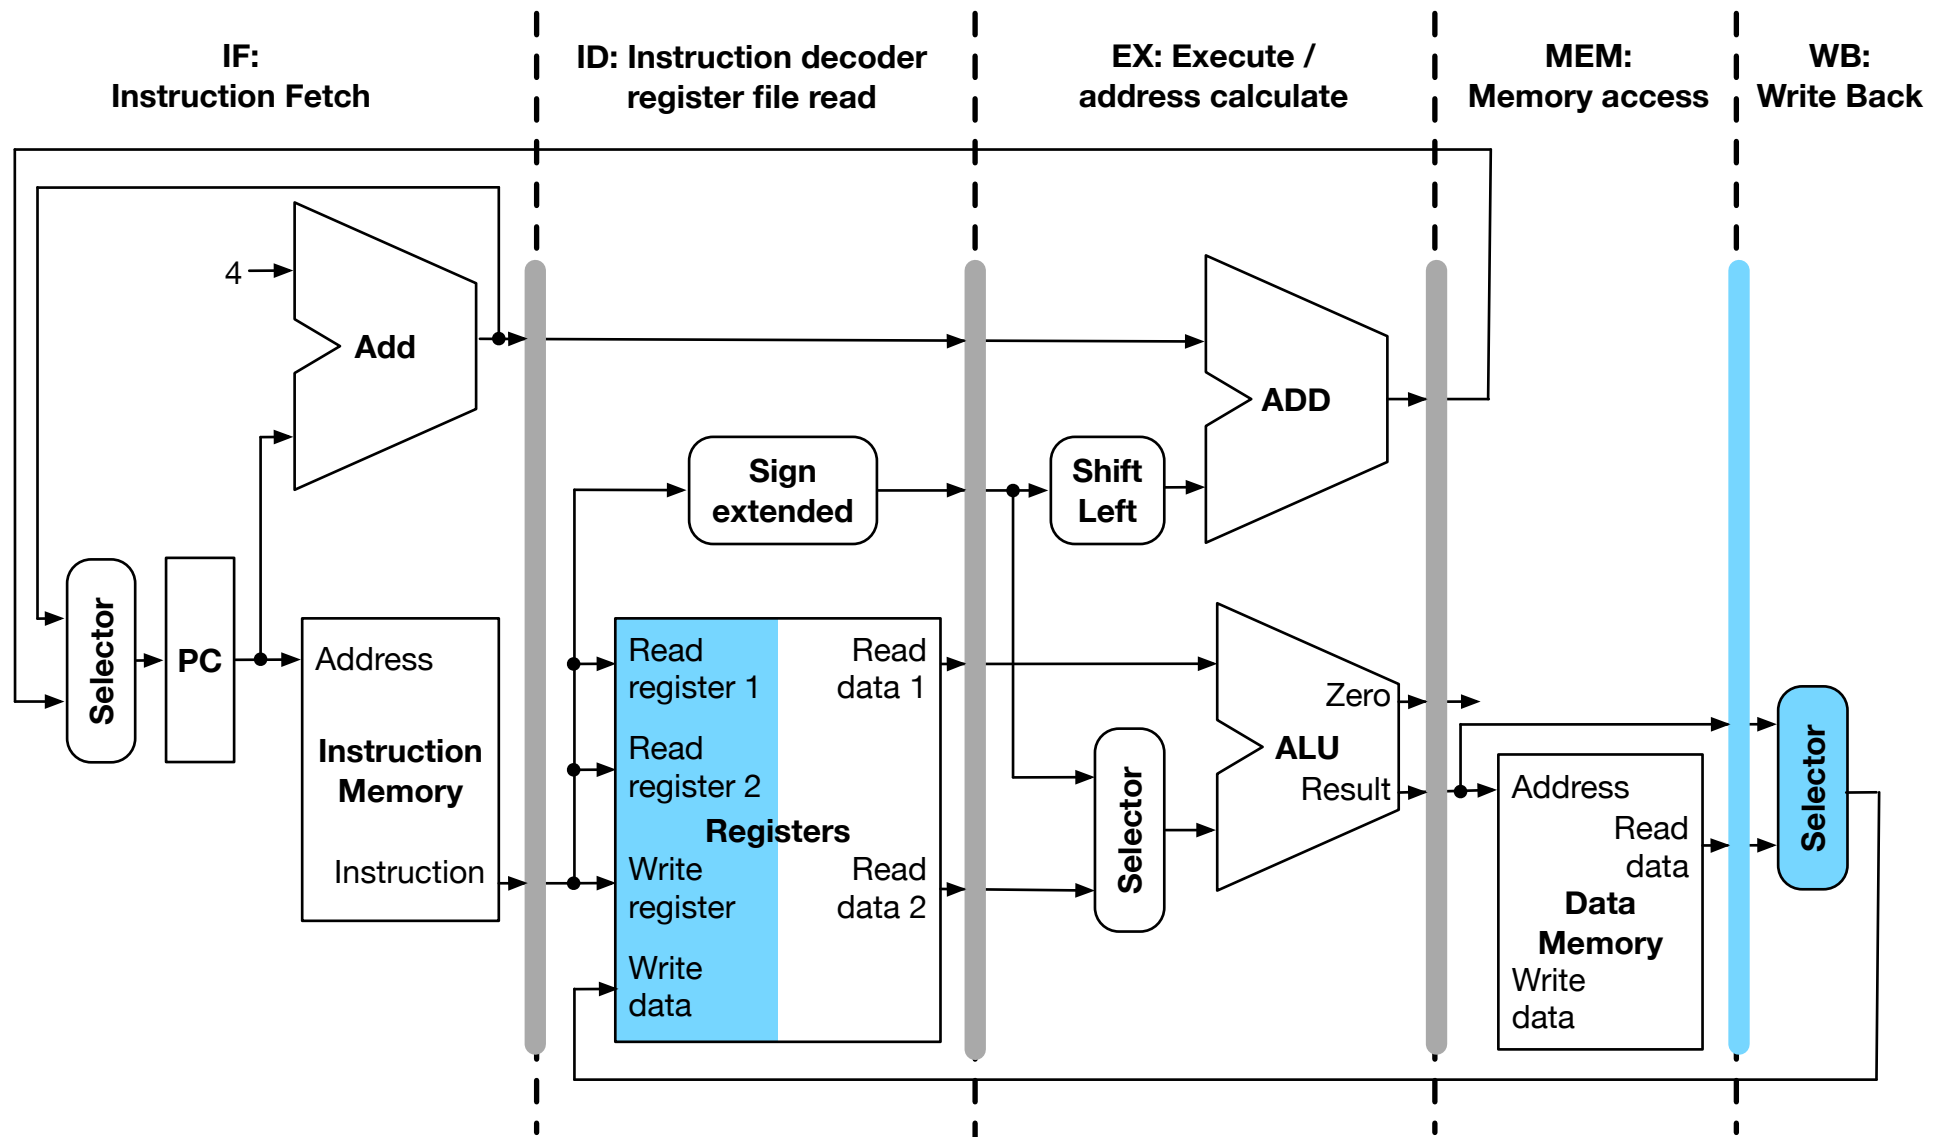 IF:
Instruction Fetch
ID: Instruction decoder
register file read
EX: Execute /
address calculate
MEM:
Memory access
WB:
Write Back
4
Add
ADD
Sign
extended
Shift
Left
Selector
PC
Address
Instruction
Memory
Instruction
Read
register 1
Read
data 1
Read
register 2
Registers
Write
register
Read
data 2
Write
data
Selector
Zero
ALU
Result
Address
Read
data
Data
Memory
Write
data
Selector